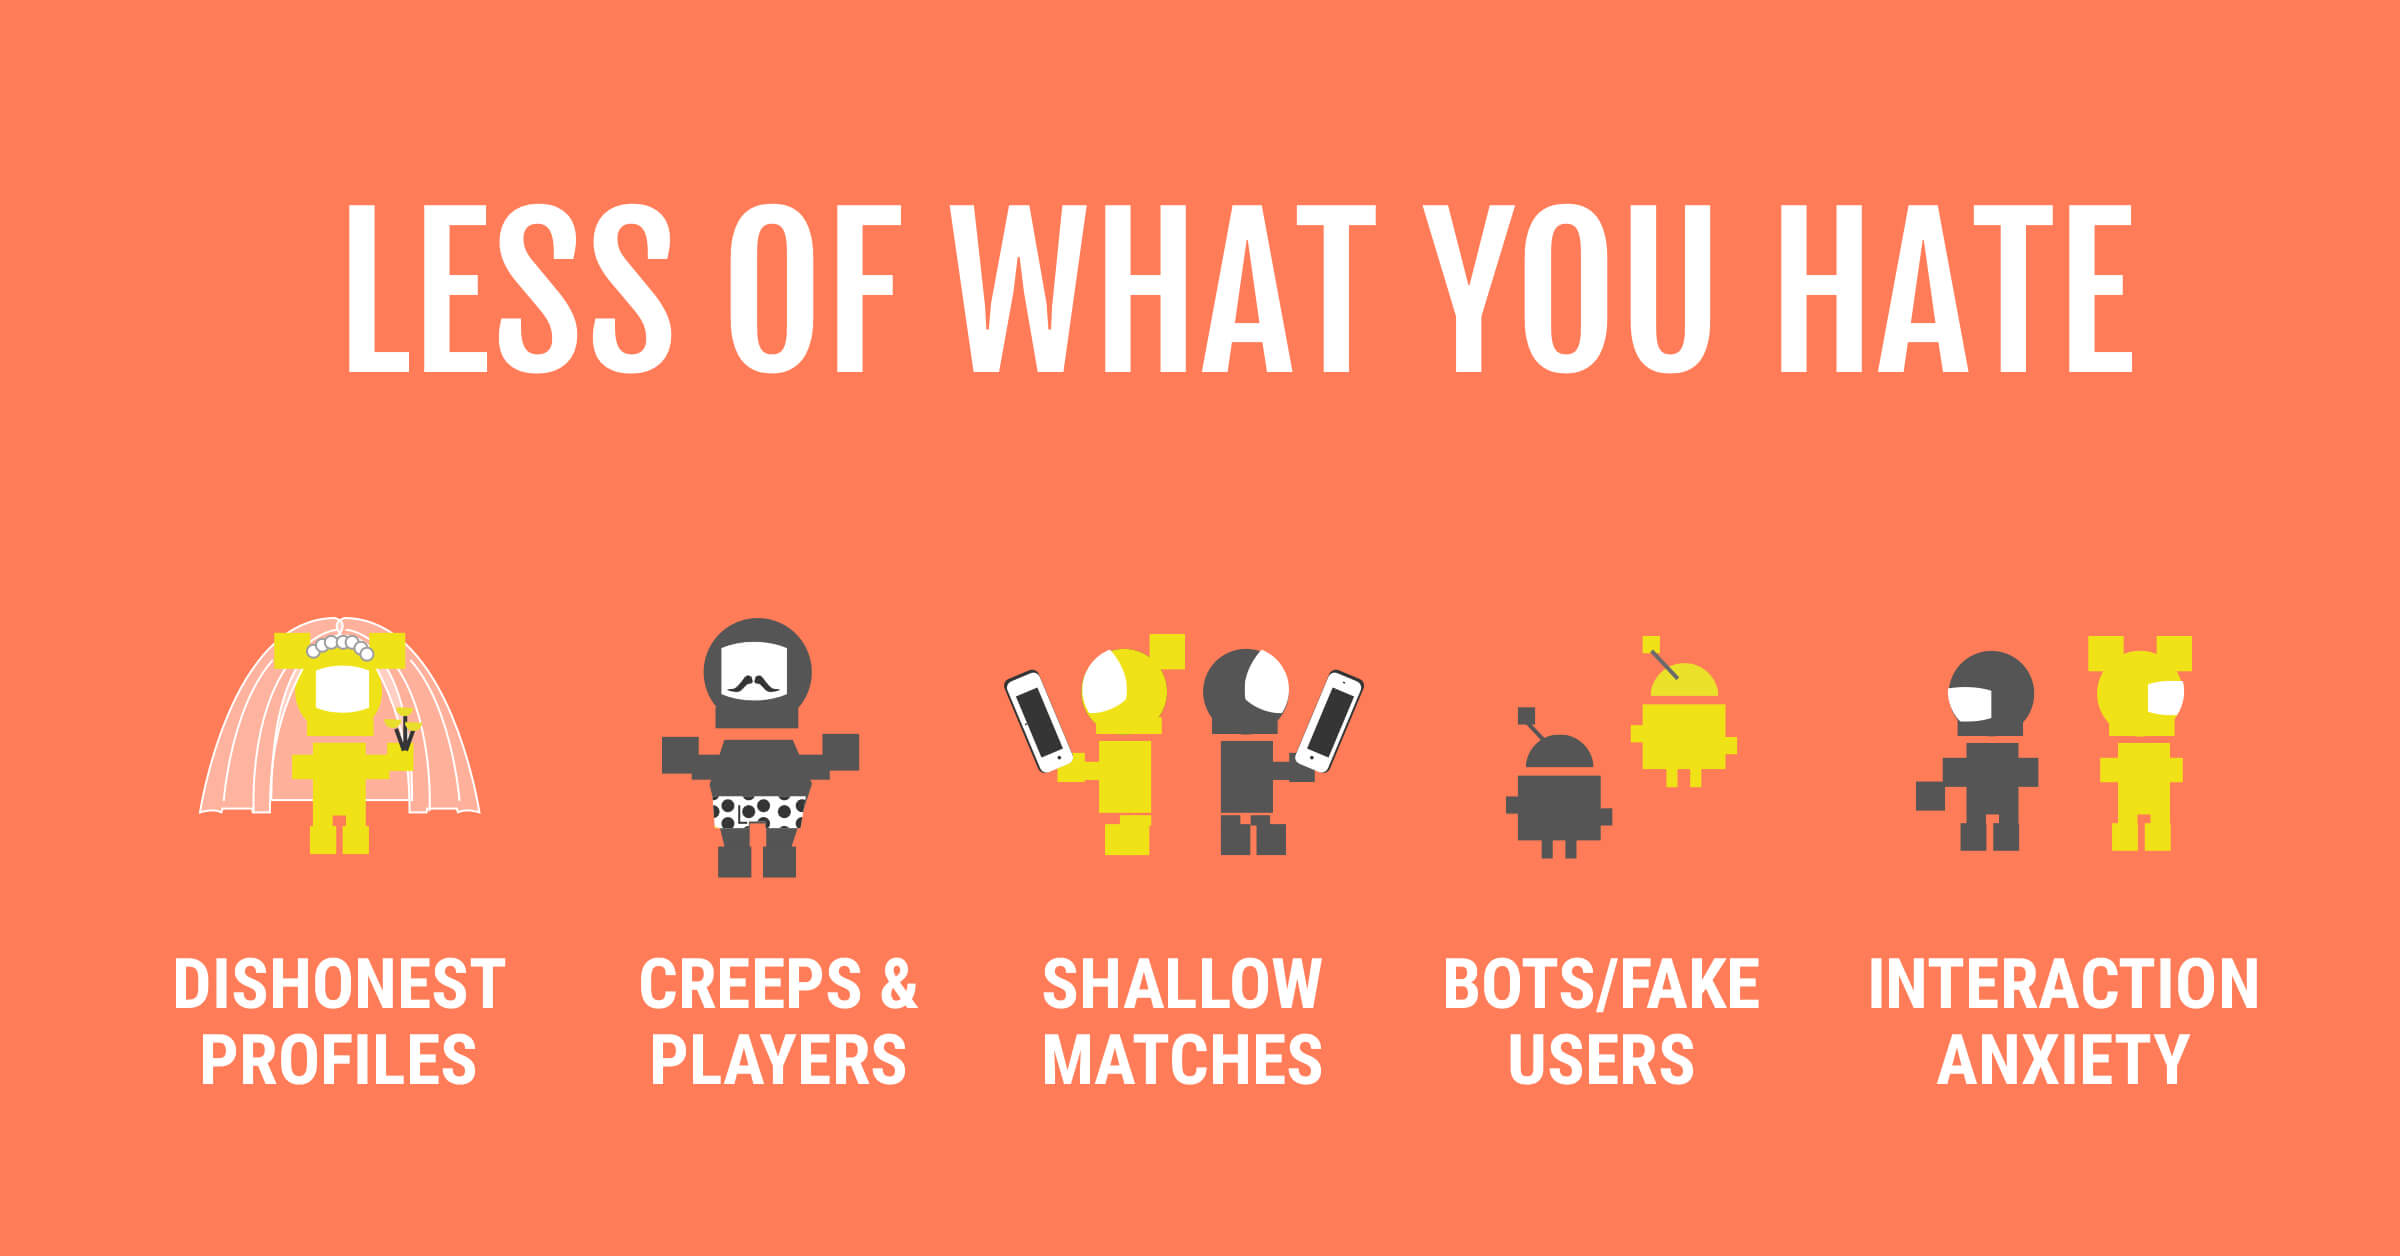 LESS OF WHAT YOU HATE
DISHONEST
PROFILES
CREEPS &
PLAYERS
SHALLOW
MATCHES
BOTS/FAKE
USERS
INTERACTION
ANXIETY